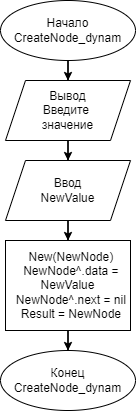 Начало
CreateNode_dynam
Вывод
Введите
значение
Ввод
NewValue
New(NewNode)
NewNode^.data =
NewValue
NewNode^.next = nil
Result = NewNode
Конец
CreateNode_dynam